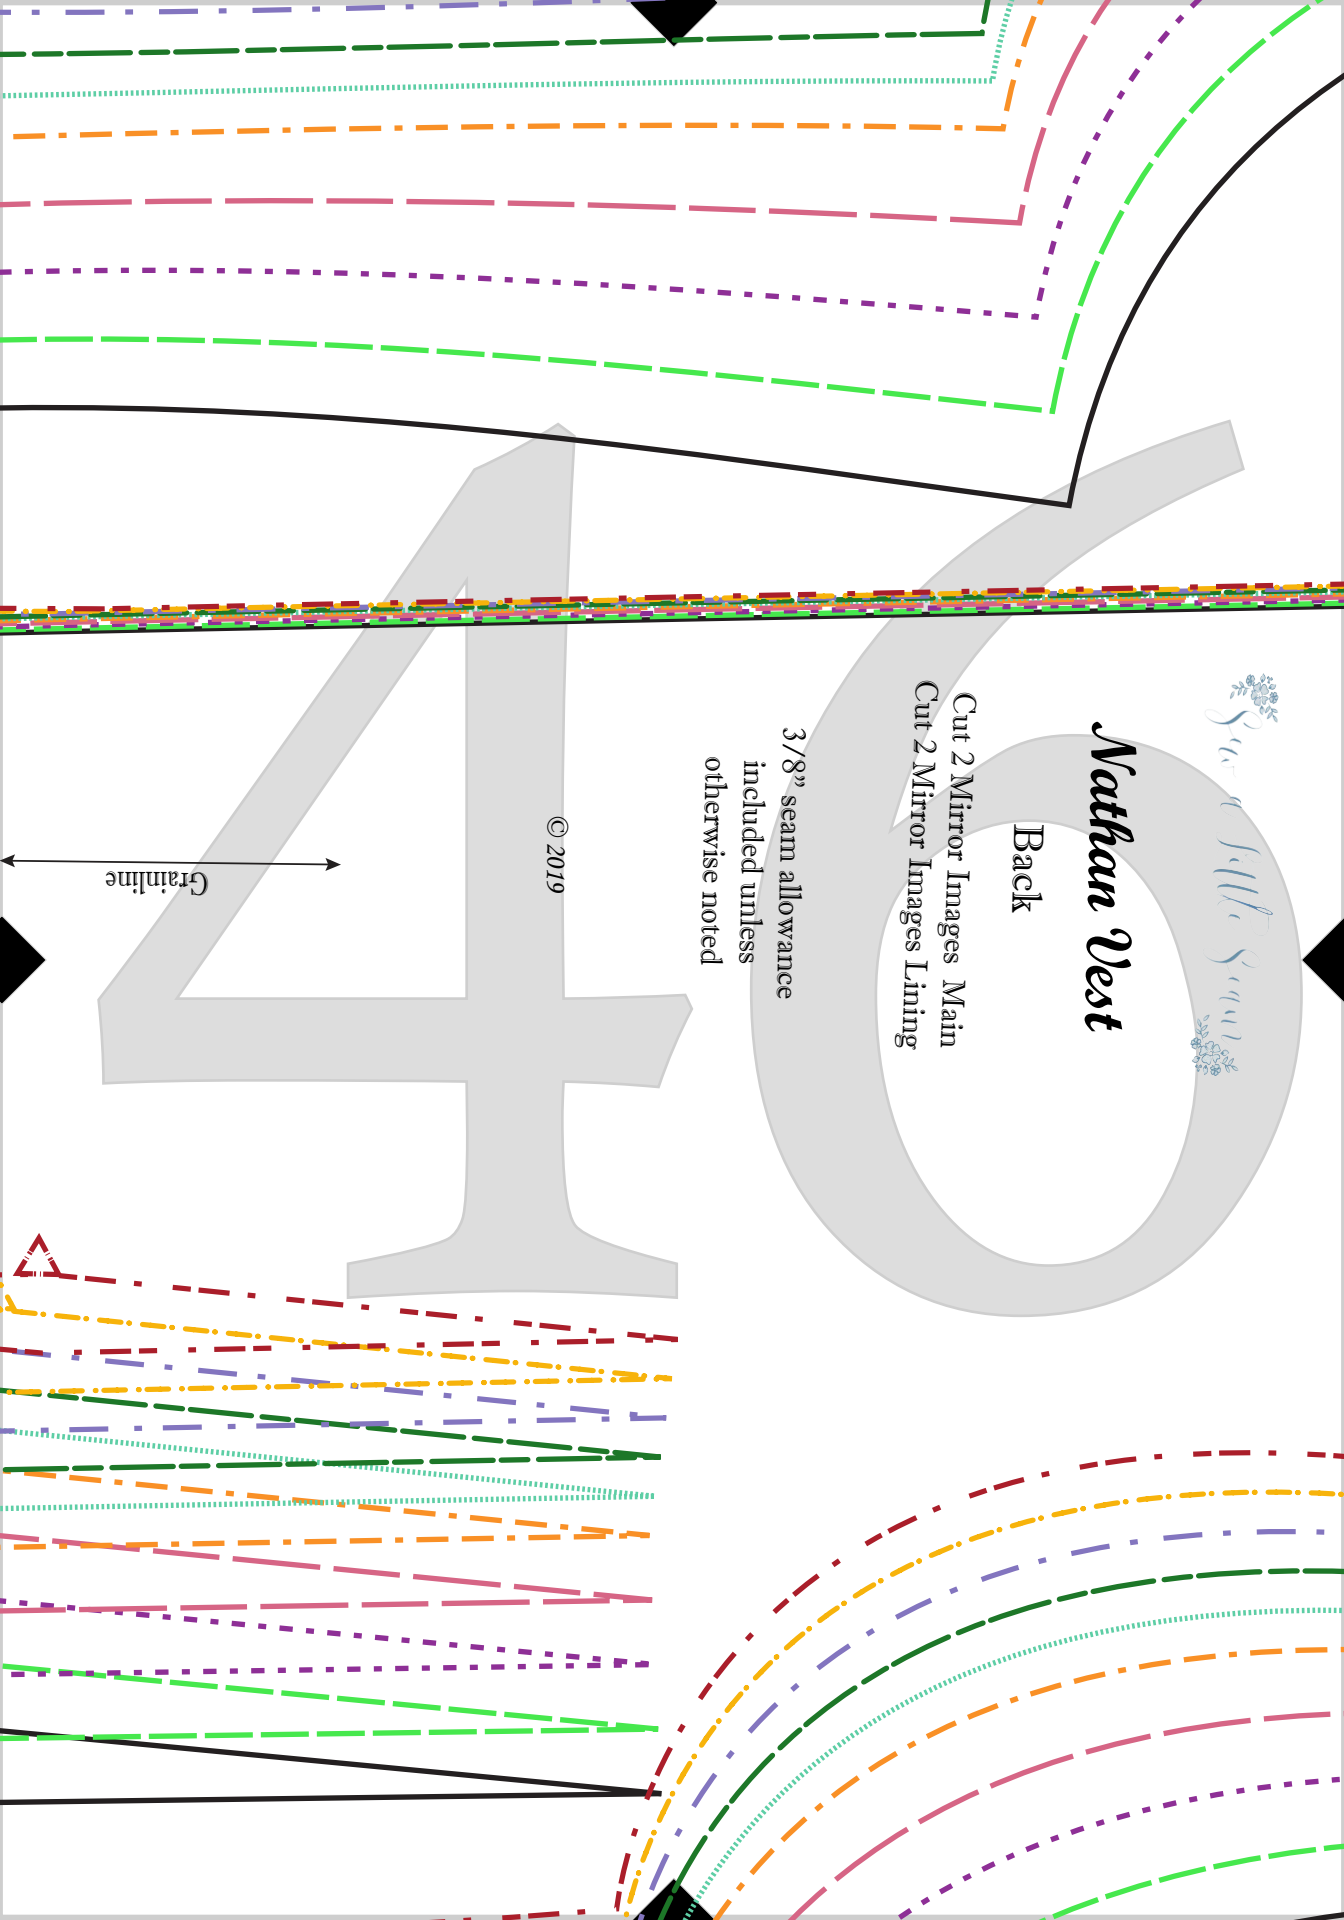 46
Nathan Vest
Back
Cut 2 Mirror Images Main
Cut 2 Mirror Images Lining
3/8” seam allowance
included unless
otherwise noted
© 2019
Grainline